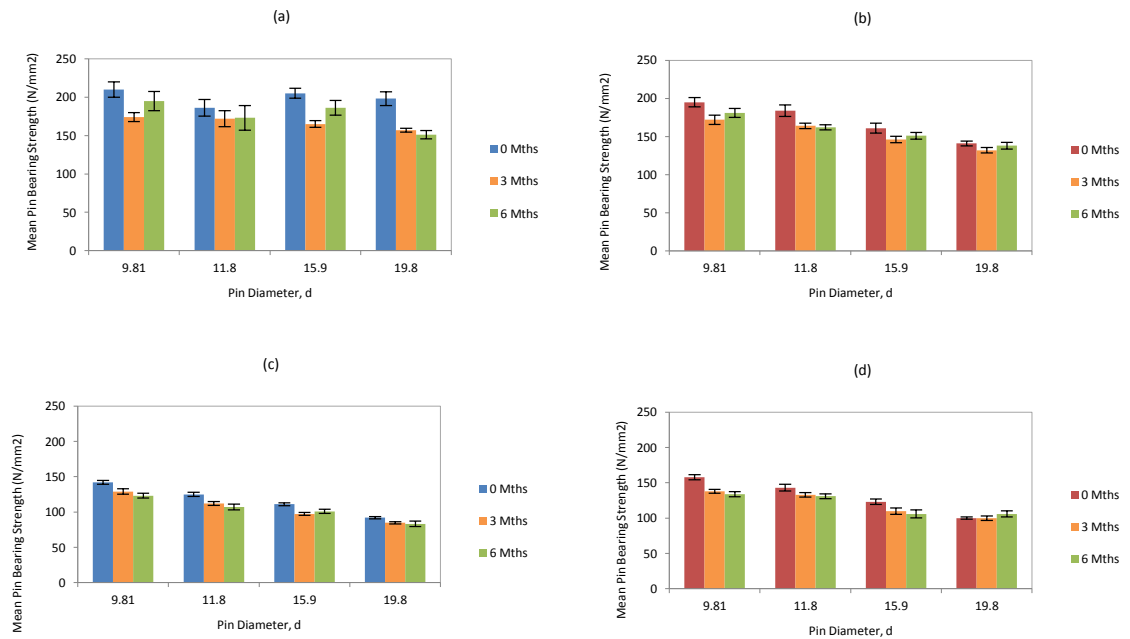 (a)
Mean Pin Bearing Strength (N/mm2)
250
200
150
100
50
0
9.81 11.8 15.9 19.8
Pin Diameter, d
0 Mths
3 Mths
6 Mths
(b)
Mean Pin Bearing Strength (N/mm2)
250
200
150
100
50
0
9.81 11.8 15.9 19.8
Pin Diameter, d
0 Mths
3 Mths
6 Mths
(c)
Mean Pin Bearing Strength (N/mm2)
250
200
150
100
50
0
9.81 11.8 15.9 19.8
Pin Diameter, d
0 Mths
3 Mths
6 Mths
(d)
Mean Pin Bearing Strength (N/mm2)
250
200
150
100
50
0
9.81 11.8 15.9 19.8
Pin Diameter, d
0 Mths
3 Mths
6 Mths